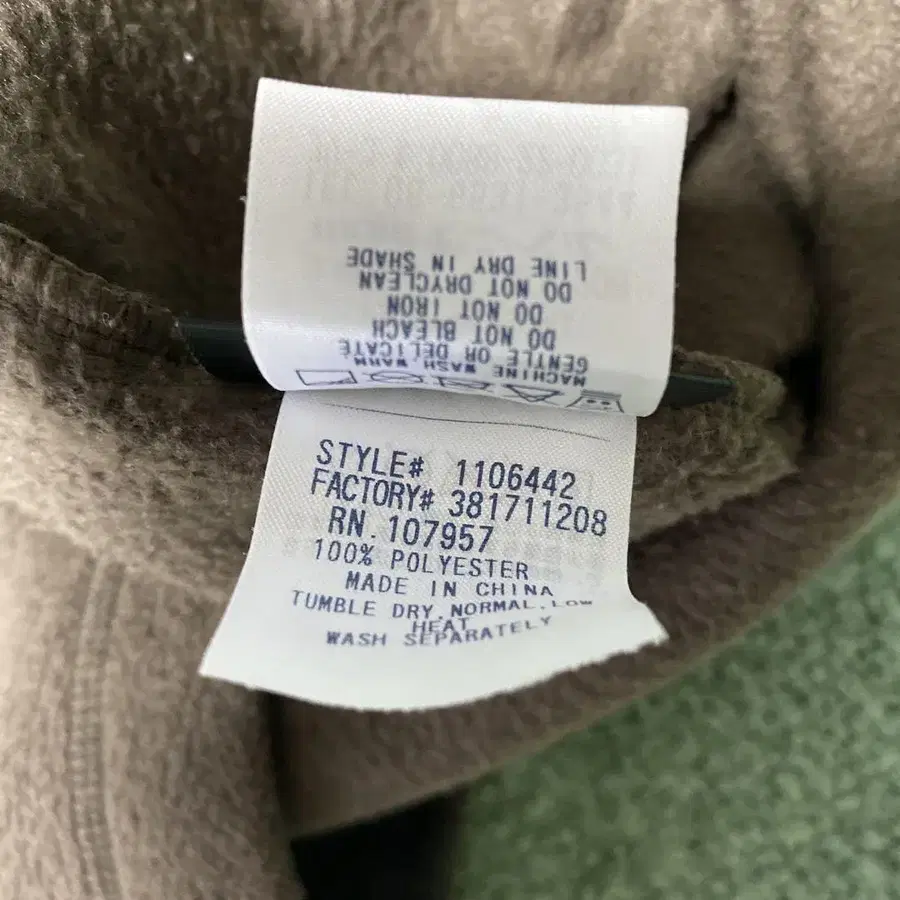 MACHINE WASH WARM
GENTLE OR DELICATE
DO NOT BLEACH
DO NOT IRON
DO NOT DRYCLEAN
LINE DRY IN SHADE
STYLE# 1106442
FACTORY# 381711208
RN. 107957
100% POLYESTER
MADE IN CHINA
TUMBLE DRY, NORMAL, LOW
HEAT
WASH SEPARATELY